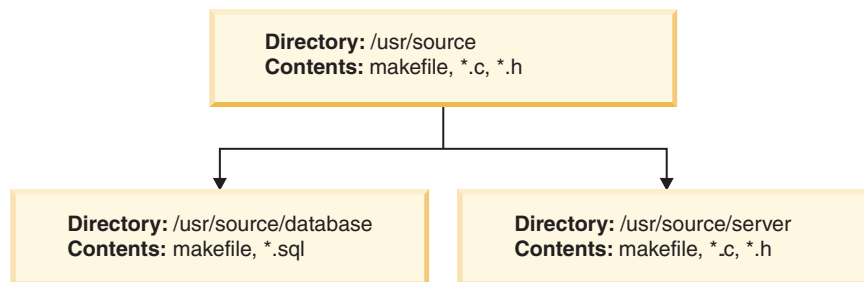 Directory: /usr/source
Contents: makefile, *.c, *.h
Directory: /usr/source/database
Contents: makefile, *.sql
Directory: /usr/source/server
Contents: makefile, *.c, *.h